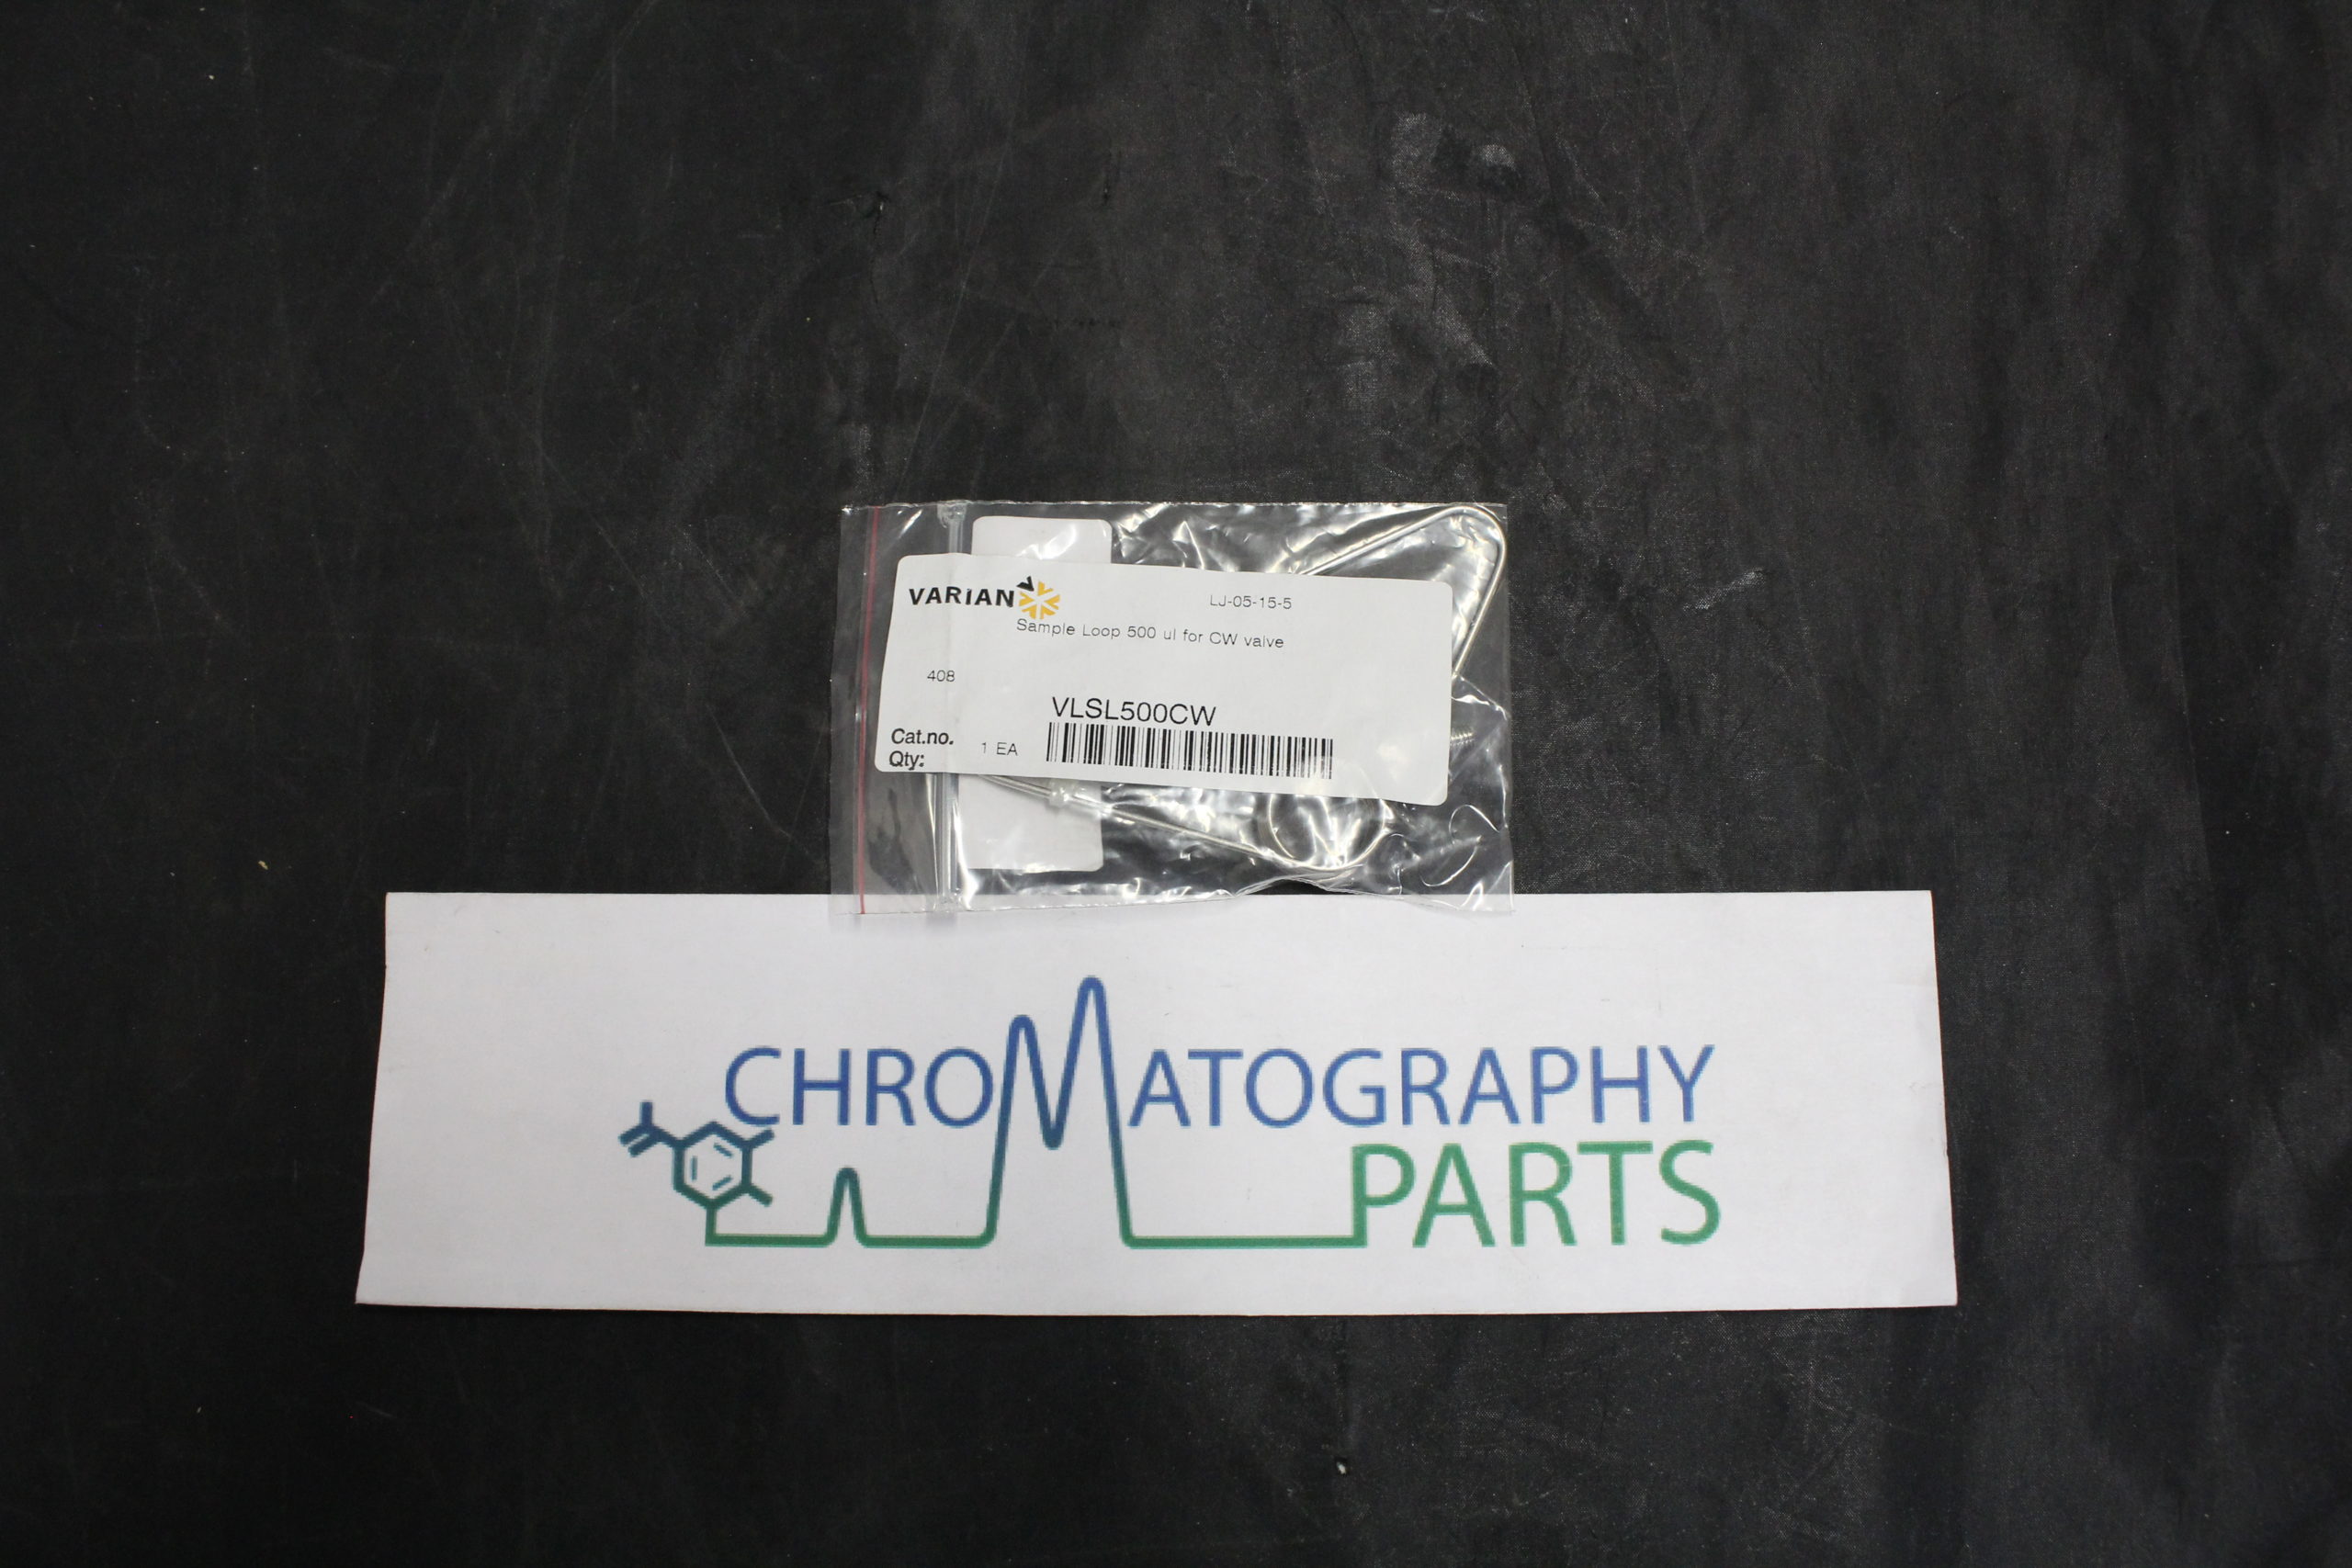 VARIAN
LJ-05-15-5
Sample Loop 500 ul for CW valve
408
VLSL500CW
Cat.no.
Qty:
1 EA
CHROMATOGRAPHY
PARTS